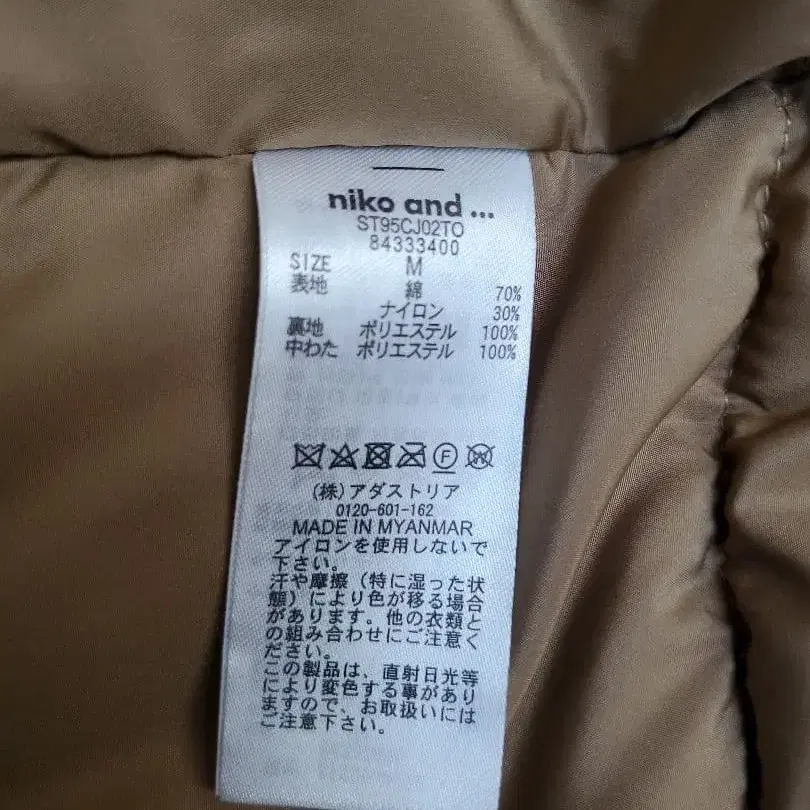 niko and ...
ST95CJ02TO
84333400
SIZE M
表地 綿 70%
ナイロン 30%
裏地 ポリエステル 100%
中わた ポリエステル 100%
F W
(株)アダストリア
0120-601-162
MADE IN MYANMAR
アイロンを使用しないで
下さい。
汗や摩擦(特に湿った状
態)により色が移る場合
があります。他の衣類と
の組み合わせにご注意く
ださい。
この製品は、直射日光等
により変色する事があり
ますので、お取扱いには
ご注意下さい。